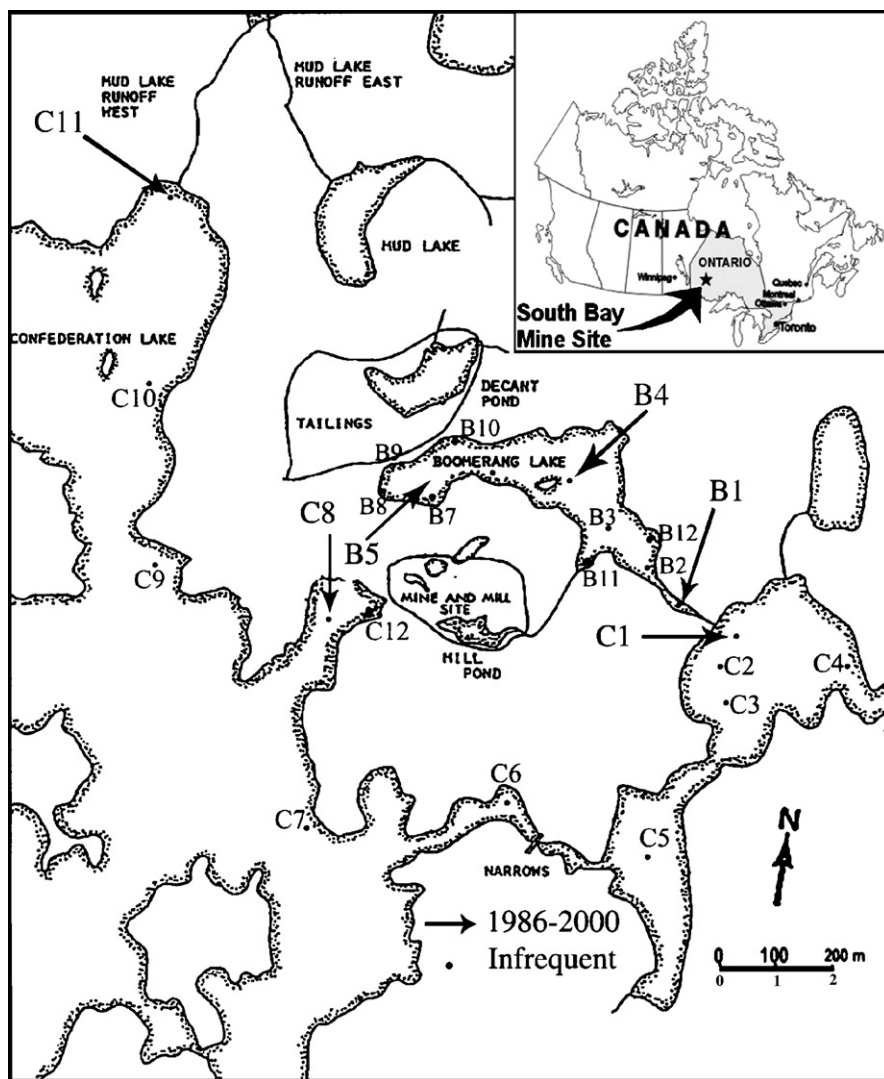 MUD LAKE
RUNOFF
WEST
MUD LAKE
RUNOFF EAST
C11
MUD LAKE
CONFEDERATION LAKE
C10
CANADA
ONTARIO
Winnipeg
Quebec
Montreal
Ottawa
Toronto
South Bay
Mine Site
TAILINGS
DECANT
POND
B10
B4
B9
BOOMERANG LAKE
B8
B7
C8
B5
B3
B12
B1
B2
B11
C9
MINE AND MILL
SITE
C12
MILL
POND
C1
C2
C4
C3
C6
C7
NARROWS
C5
N
1986-2000
Infrequent
0 100 200 m
0 1 2